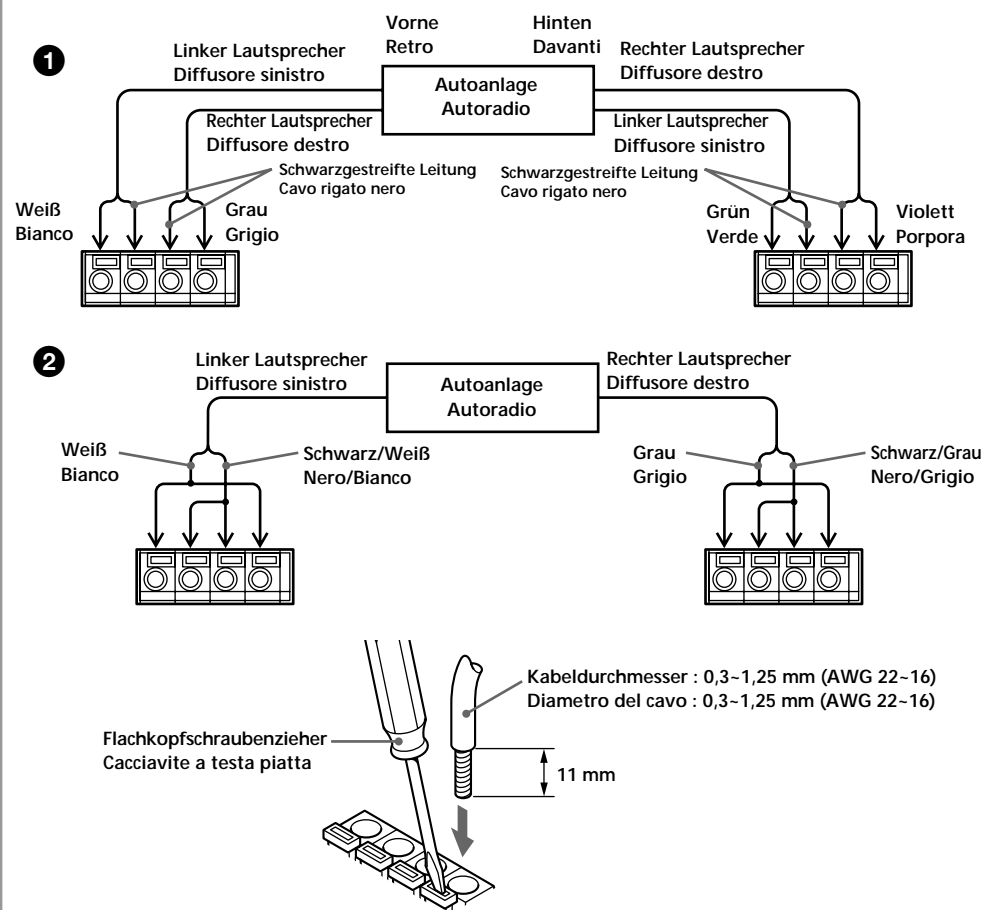 1
Vorne
Retro
Hinten
Davanti
Linker Lautsprecher
Diffusore sinistro
Autoanlage
Autoradio
Rechter Lautsprecher
Diffusore destro
Rechter Lautsprecher
Diffusore destro
Linker Lautsprecher
Diffusore sinistro
Schwarzgestreifte Leitung
Cavo rigato nero
Schwarzgestreifte Leitung
Cavo rigato nero
Weiß
Bianco
Grau
Grigio
Grün
Verde
Violett
Porpora
2
Linker Lautsprecher
Diffusore sinistro
Autoanlage
Autoradio
Rechter Lautsprecher
Diffusore destro
Weiß
Bianco
Schwarz/Weiß
Nero/Bianco
Grau
Grigio
Schwarz/Grau
Nero/Grigio
Kabeldurchmesser : 0,3~1,25 mm (AWG 22~16)
Diametro del cavo : 0,3~1,25 mm (AWG 22~16)
Flachkopfschraubenzieher
Cacciavite a testa piatta
11 mm